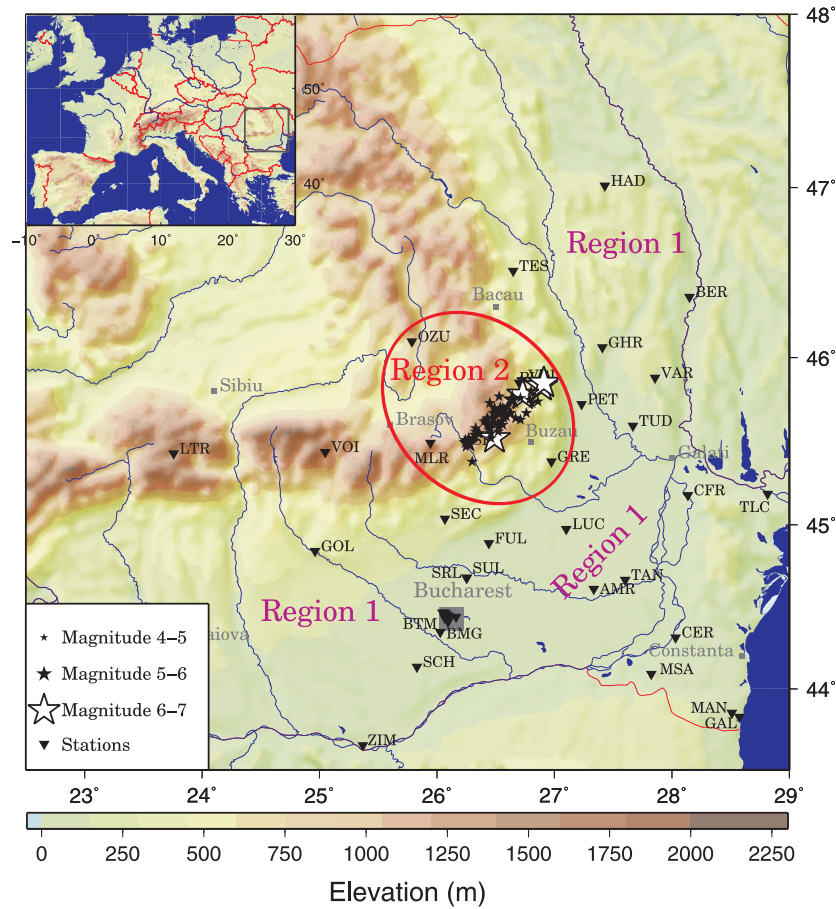 48°
50°
40°
−10°
0°
10°
20°
30°
HAD
47°
Region 1
TES
BER
Bacau
OZU
GHR
46°
Region 2
VAR
Sibiu
PET
Brasov
TUD
Buzau
LTR
VOI
MLR
GRE
Galati
CFR
TLC
SEC
45°
LUC
FUL
GOL
Region 1
SRL
SUL
TAN
AMR
Bucharest
Region 1
BTM
BMG
CER
Constanta
SCH
MSA
44°
MAN
GAL
ZIM
Magnitude 4−5
Magnitude 5−6
Magnitude 6−7
Stations
23
24
25
26
27
28
29°
0
250
500
750
1000
1250
1500
1750
2000
2250
Elevation (m)